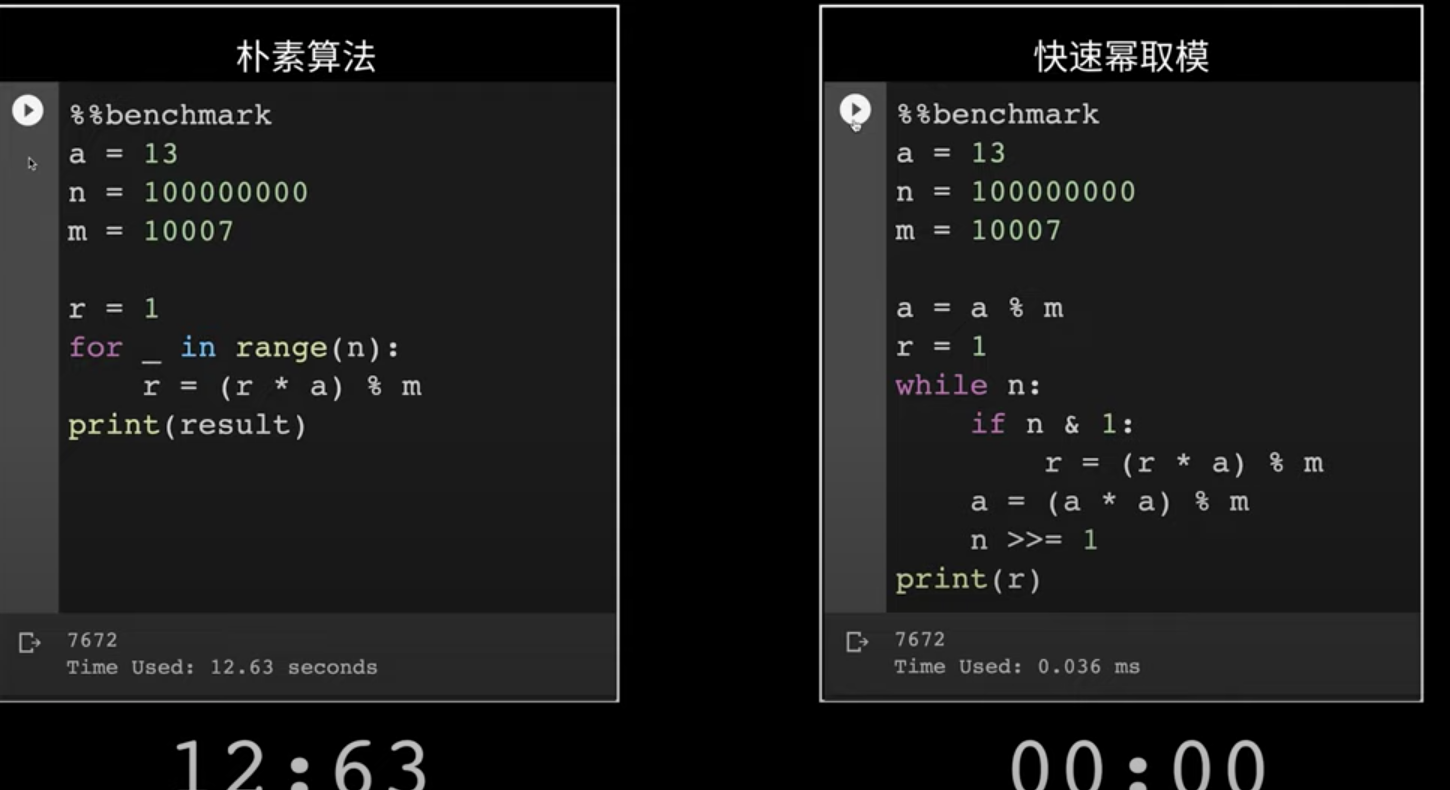 朴素算法
%%benchmark
a = 13
n = 100000000
m = 10007
r = 1
for _ in range(n):
    r = (r * a) % m
print(result)
7672
Time Used: 12.63 seconds
12:63
快速幂取模
%%benchmark
a = 13
n = 100000000
m = 10007
a = a % m
r = 1
while n:
    if n & 1:
        r = (r * a) % m
    a = (a * a) % m
    n >>= 1
print(r)
7672
Time Used: 0.036 ms
00:00